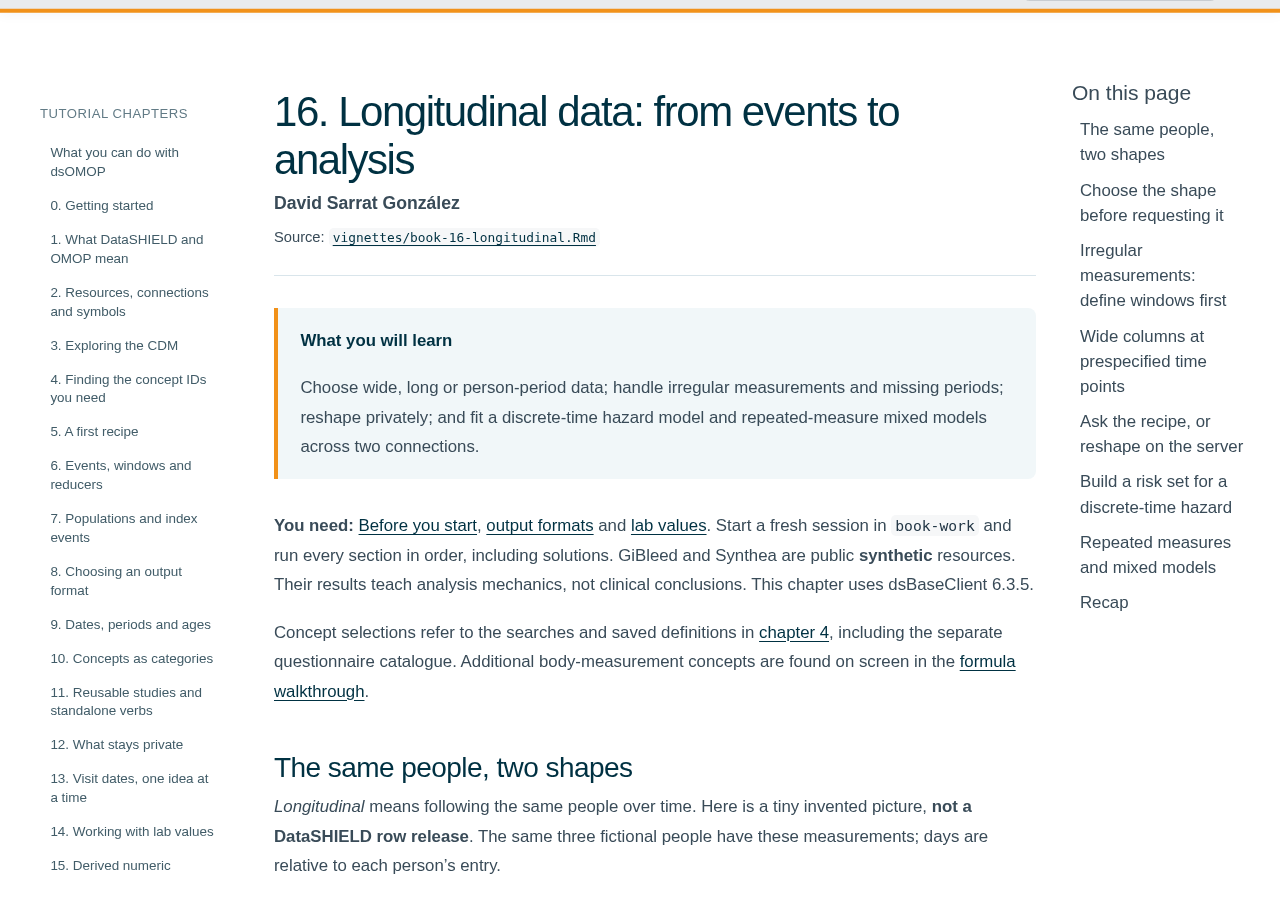 TUTORIAL CHAPTERS
What you can do with
dsOMOP
0. Getting started
1. What DataSHIELD and
OMOP mean
2. Resources, connections
and symbols
3. Exploring the CDM
4. Finding the concept IDs
you need
5. A first recipe
6. Events, windows and
reducers
7. Populations and index
events
8. Choosing an output
format
9. Dates, periods and ages
10. Concepts as categories
11. Reusable studies and
standalone verbs
12. What stays private
13. Visit dates, one idea at
a time
14. Working with lab values
15. Derived numeric
16. Longitudinal data: from events to
analysis
David Sarrat González
Source: vignettes/book-16-longitudinal.Rmd
What you will learn
Choose wide, long or person-period data; handle irregular measurements and missing periods;
reshape privately; and fit a discrete-time hazard model and repeated-measure mixed models
across two connections.
You need: Before you start, output formats and lab values. Start a fresh session in book-work and
run every section in order, including solutions. GiBleed and Synthea are public synthetic resources.
Their results teach analysis mechanics, not clinical conclusions. This chapter uses dsBaseClient 6.3.5.
Concept selections refer to the searches and saved definitions in chapter 4, including the separate
questionnaire catalogue. Additional body-measurement concepts are found on screen in the formula
walkthrough.
The same people, two shapes
Longitudinal means following the same people over time. Here is a tiny invented picture, not a
DataSHIELD row release. The same three fictional people have these measurements; days are
relative to each person’s entry.
On this page
The same people,
two shapes
Choose the shape
before requesting it
Irregular
measurements:
define windows first
Wide columns at
prespecified time
points
Ask the recipe, or
reshape on the server
Build a risk set for a
discrete-time hazard
Repeated measures
and mixed models
Recap